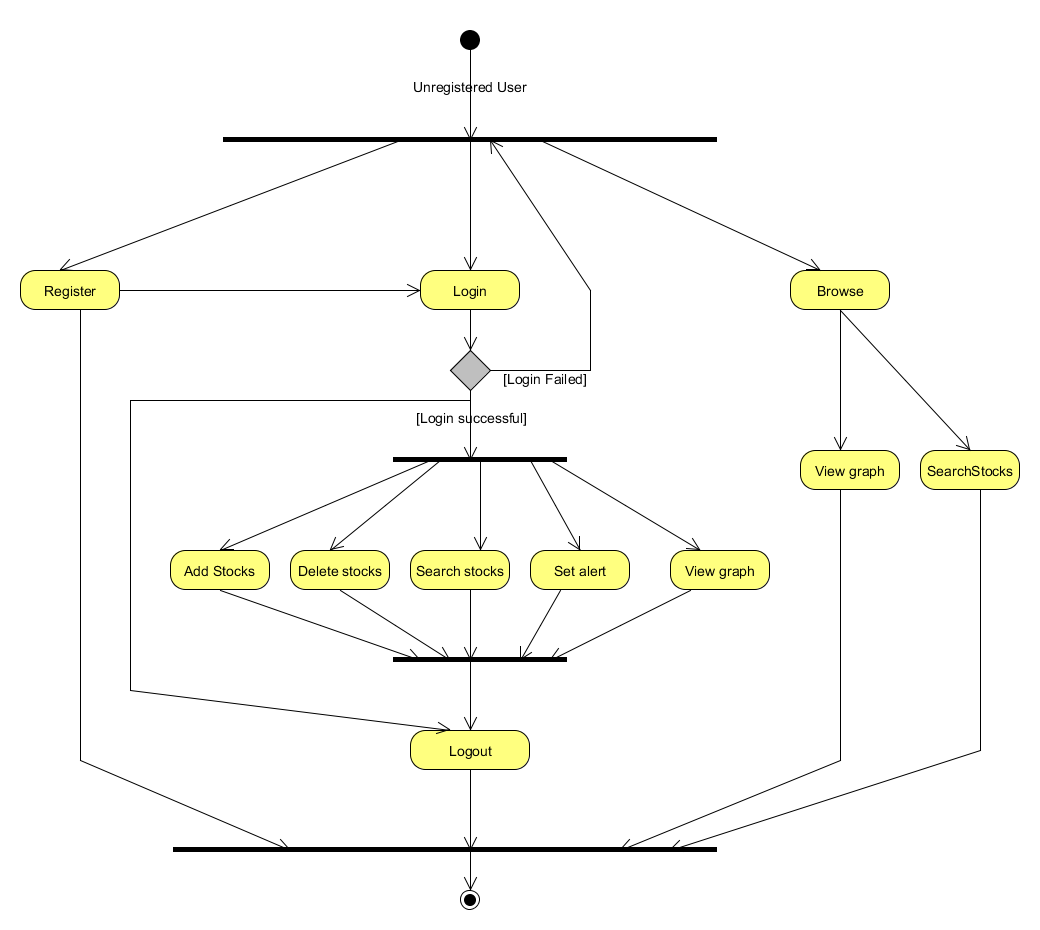 Unregistered User
Register
Login
Browse
[Login Failed]
[Login successful]
View graph
SearchStocks
Add Stocks
Delete stocks
Search stocks
Set alert
View graph
Logout